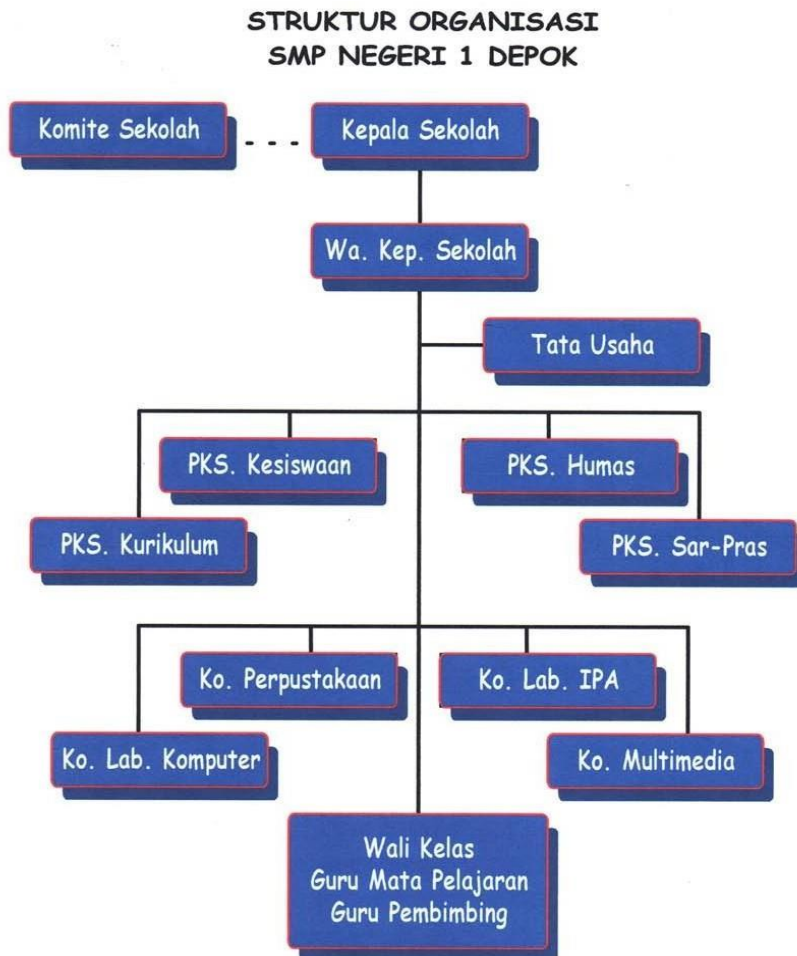 STRUKTUR ORGANISASI
SMP NEGERI 1 DEPOK
Komite Sekolah
Kepala Sekolah
Wa. Kep. Sekolah
Tata Usaha
PKS. Kesiswaan
PKS. Humas
PKS. Kurikulum
PKS. Sar-Pras
Ko. Perpustakaan
Ko. Lab. IPA
Ko. Lab. Komputer
Ko. Multimedia
Wali Kelas
Guru Mata Pelajaran
Guru Pembimbing